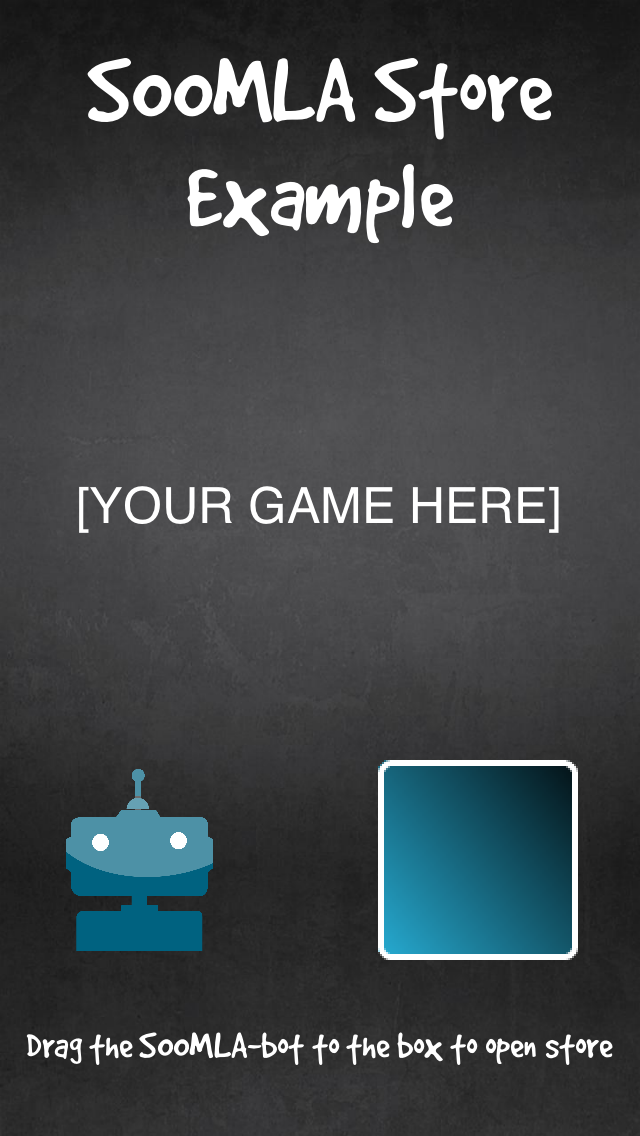 SooMLA Store
Example
[YOUR GAME HERE]
Drag the SooMLA-bot to the box to open store